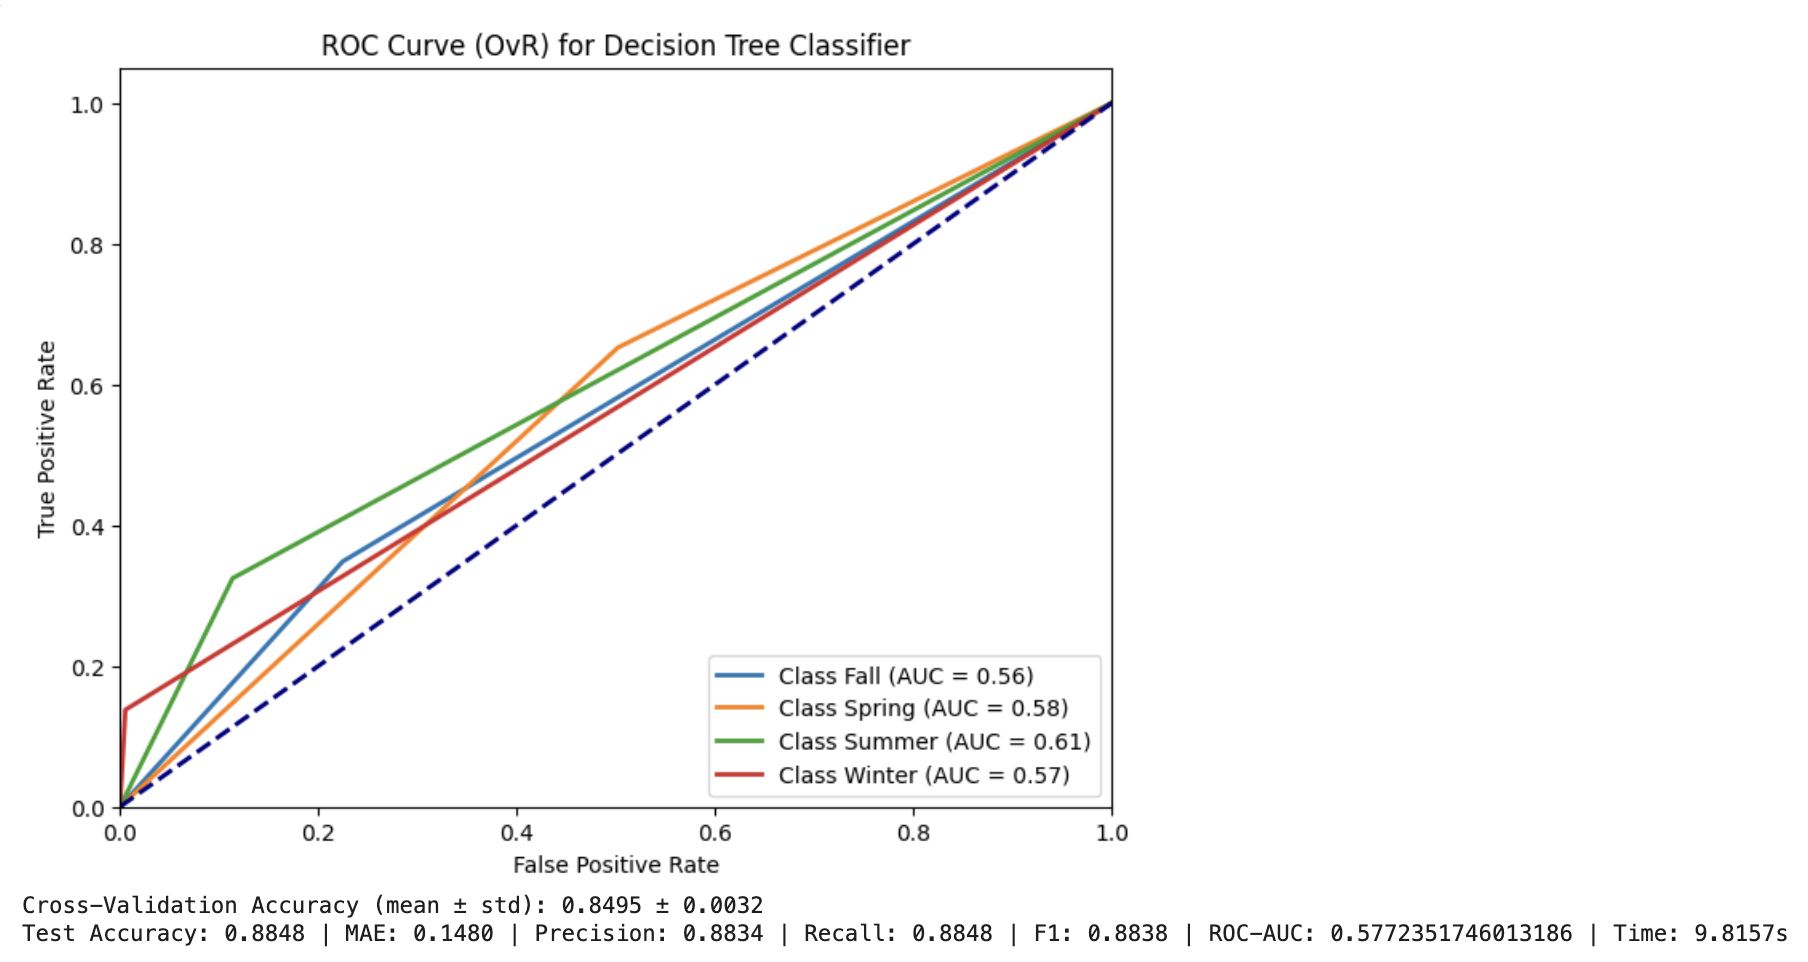 ROC Curve (OvR) for Decision Tree Classifier
1.0
0.8
0.6
0.4
0.2
0.0
True Positive Rate
Class Fall (AUC = 0.56)
Class Spring (AUC = 0.58)
Class Summer (AUC = 0.61)
Class Winter (AUC = 0.57)
0.0 0.2 0.4 0.6 0.8 1.0
False Positive Rate
Cross-Validation Accuracy (mean ± std): 0.8495 ± 0.0032
Test Accuracy: 0.8848 | MAE: 0.1480 | Precision: 0.8834 | Recall: 0.8848 | F1: 0.8838 | ROC-AUC: 0.5772351746013186 | Time: 9.8157s